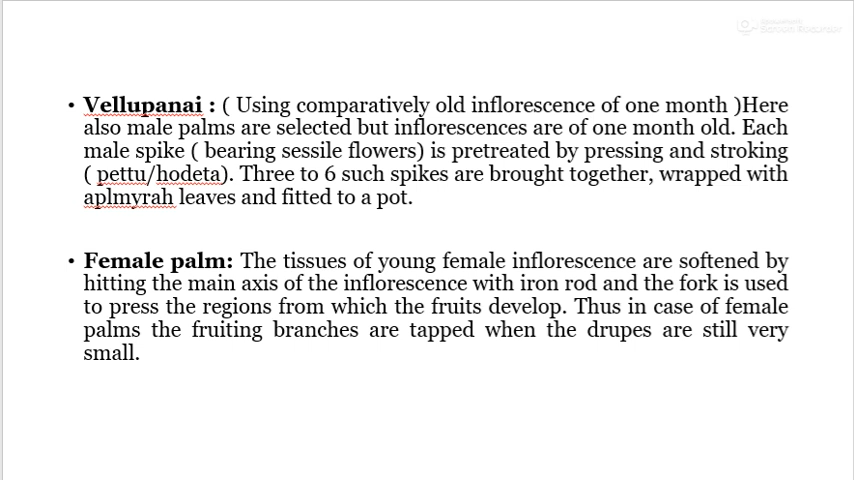 • Vellupanai : ( Using comparatively old inflorescence of one month )Here
also male palms are selected but inflorescences are of one month old. Each
male spike ( bearing sessile flowers) is pretreated by pressing and stroking
( pettu/hodeta). Three to 6 such spikes are brought together, wrapped with
aplmyrah leaves and fitted to a pot.
• Female palm: The tissues of young female inflorescence are softened by
hitting the main axis of the inflorescence with iron rod and the fork is used
to press the regions from which the fruits develop. Thus in case of female
palms the fruiting branches are tapped when the drupes are still very
small.